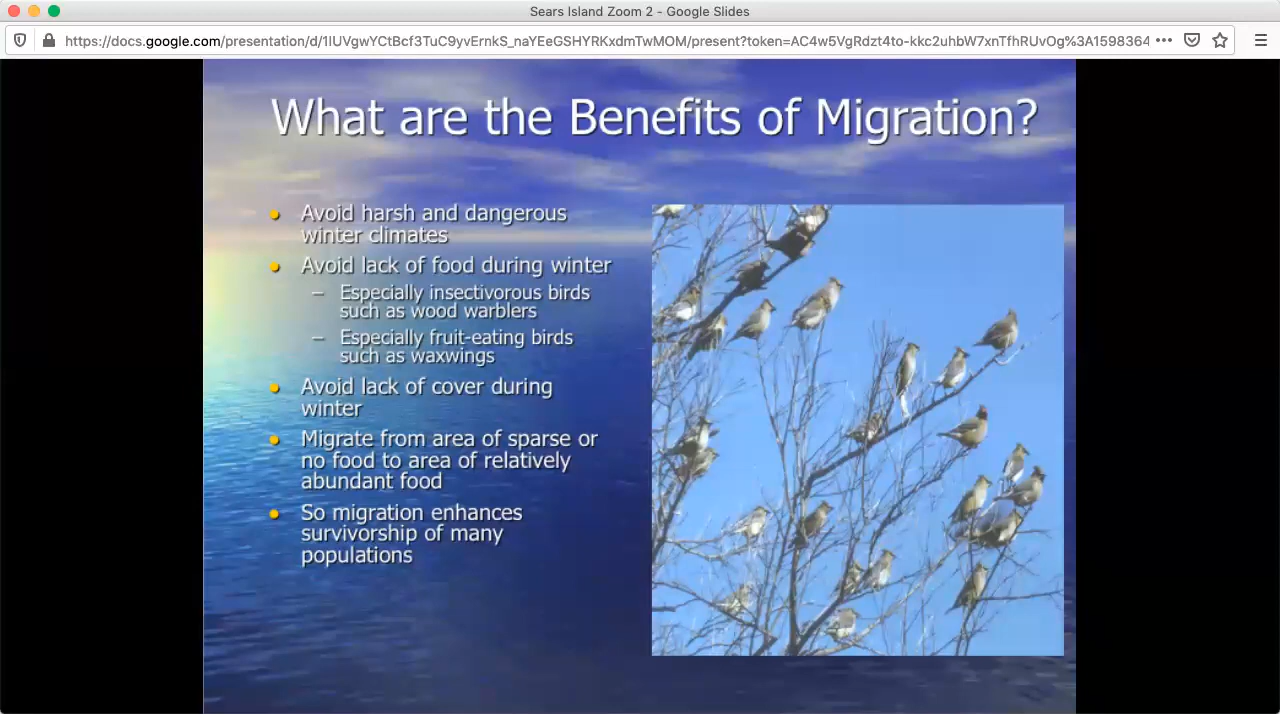 Sears Island Zoom 2 - Google Slides
https://docs.google.com/presentation/d/1IUVgwYCtBcf3TuC9yvErnkS_naYEeGSHYRKxdmTwMOM/present?token=AC4w5VgRdzt4to-kkc2uhbW7xnTfhRUvOg%3A1598364
What are the Benefits of Migration?
Avoid harsh and dangerous
winter climates
Avoid lack of food during winter
– Especially insectivorous birds
such as wood warblers
– Especially fruit-eating birds
such as waxwings
Avoid lack of cover during
winter
Migrate from area of sparse or
no food to area of relatively
abundant food
So migration enhances
survivorship of many
populations